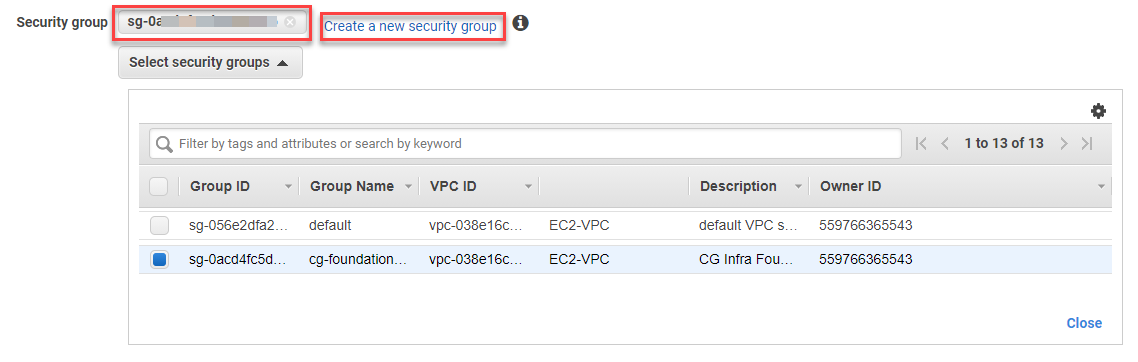 Security group sg-0a Create a new security group
Select security groups
Filter by tags and attributes or search by keyword 1 to 13 of 13
Group ID Group Name VPC ID Description Owner ID
sg-056e2dfa2... default vpc-038e16c... EC2-VPC default VPC s... 559766365543
sg-0acd4fc5d... cg-foundation... vpc-038e16c... EC2-VPC CG Infra Fou... 559766365543
Close